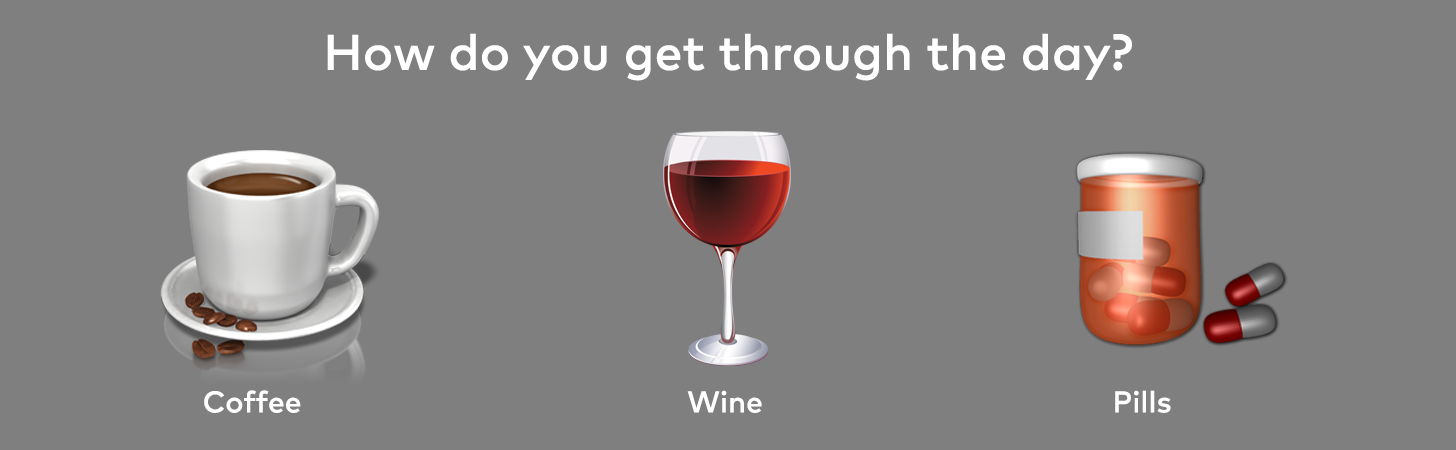 How do you get through the day?
Coffee
Wine
Pills